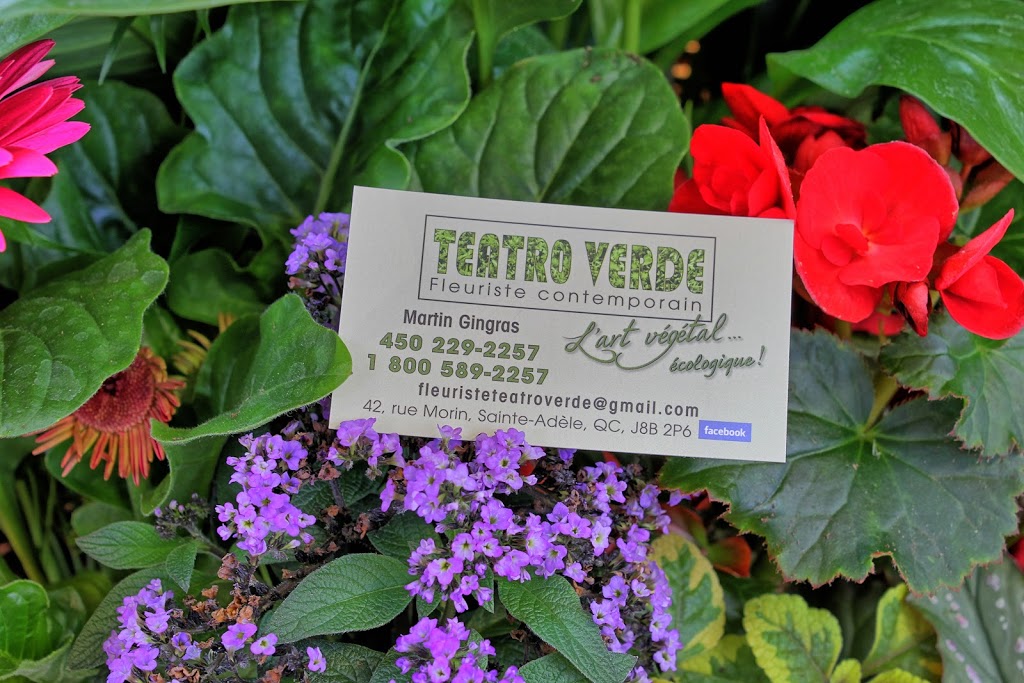 TEATRO VERDE
Fleuriste contemporain
Martin Gingras
450 229-2257
1 800 589-2257
L'art végétal...
écologique!
fleuristeteatroverde@gmail.com
42, rue Morin, Sainte-Adèle, QC, J8B 2P6 facebook